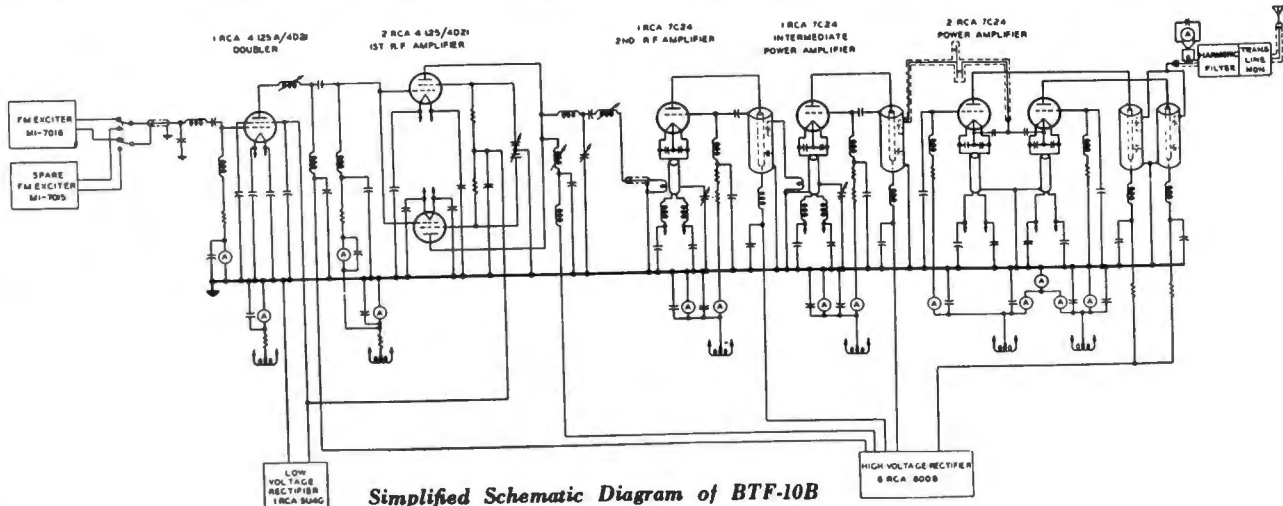 1 RCA 4 125A/4D21
DOUBLER
2 RCA 4 125/4D21
1ST R.F AMPLIFIER
1 RCA 7C24
2ND R F AMPLIFIER
1 RCA 7C24
INTERMEDIATE
POWER AMPLIFIER
2 RCA 7C24
POWER AMPLIFIER
HARMONIC
FILTER
TRANS
LINE
MON
FM EXCITER
MI-7016
SPARE
FM EXCITER
MI-7015
A
A
A
A
A
A
A
A
A
A
A
A
A
A
LOW
VOLTAGE
RECTIFIER
1 RCA 5U4G
HIGH VOLTAGE RECTIFIER
6 RCA 8008
Simplified Schematic Diagram of BTF-10B